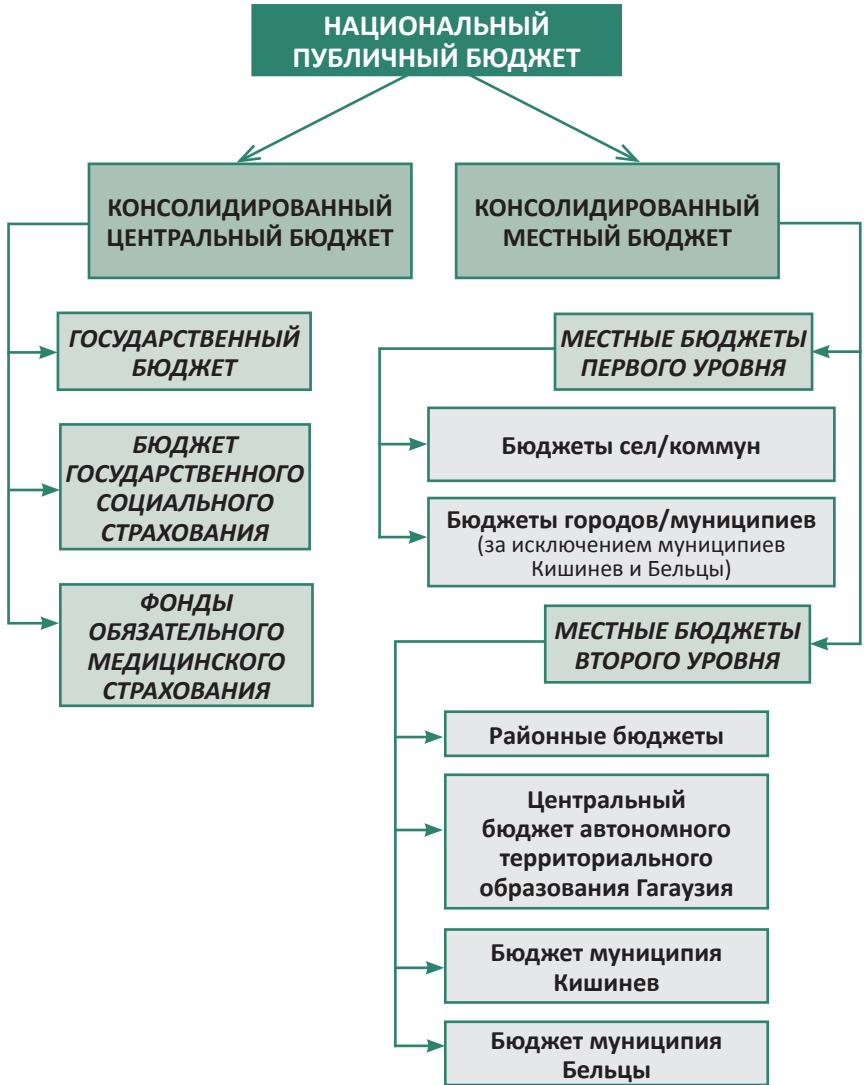 НАЦИОНАЛЬНЫЙ
ПУБЛИЧНЫЙ БЮДЖЕТ
КОНСОЛИДИРОВАННЫЙ
ЦЕНТРАЛЬНЫЙ БЮДЖЕТ
КОНСОЛИДИРОВАННЫЙ
МЕСТНЫЙ БЮДЖЕТ
ГОСУДАРСТВЕННЫЙ
БЮДЖЕТ
БЮДЖЕТ
ГОСУДАРСТВЕННОГО
СОЦИАЛЬНОГО
СТРАХОВАНИЯ
ФОНДЫ
ОБЯЗАТЕЛЬНОГО
МЕДИЦИНСКОГО
СТРАХОВАНИЯ
МЕСТНЫЕ БЮДЖЕТЫ
ПЕРВОГО УРОВНЯ
Бюджеты сел/коммун
Бюджеты городов/муниципиев
(за исключением муниципиев
Кишинев и Бельцы)
МЕСТНЫЕ БЮДЖЕТЫ
ВТОРОГО УРОВНЯ
Районные бюджеты
Центральный
бюджет автономного
территориального
образования Гагаузия
Бюджет муниципия
Кишинев
Бюджет муниципия
Бельцы